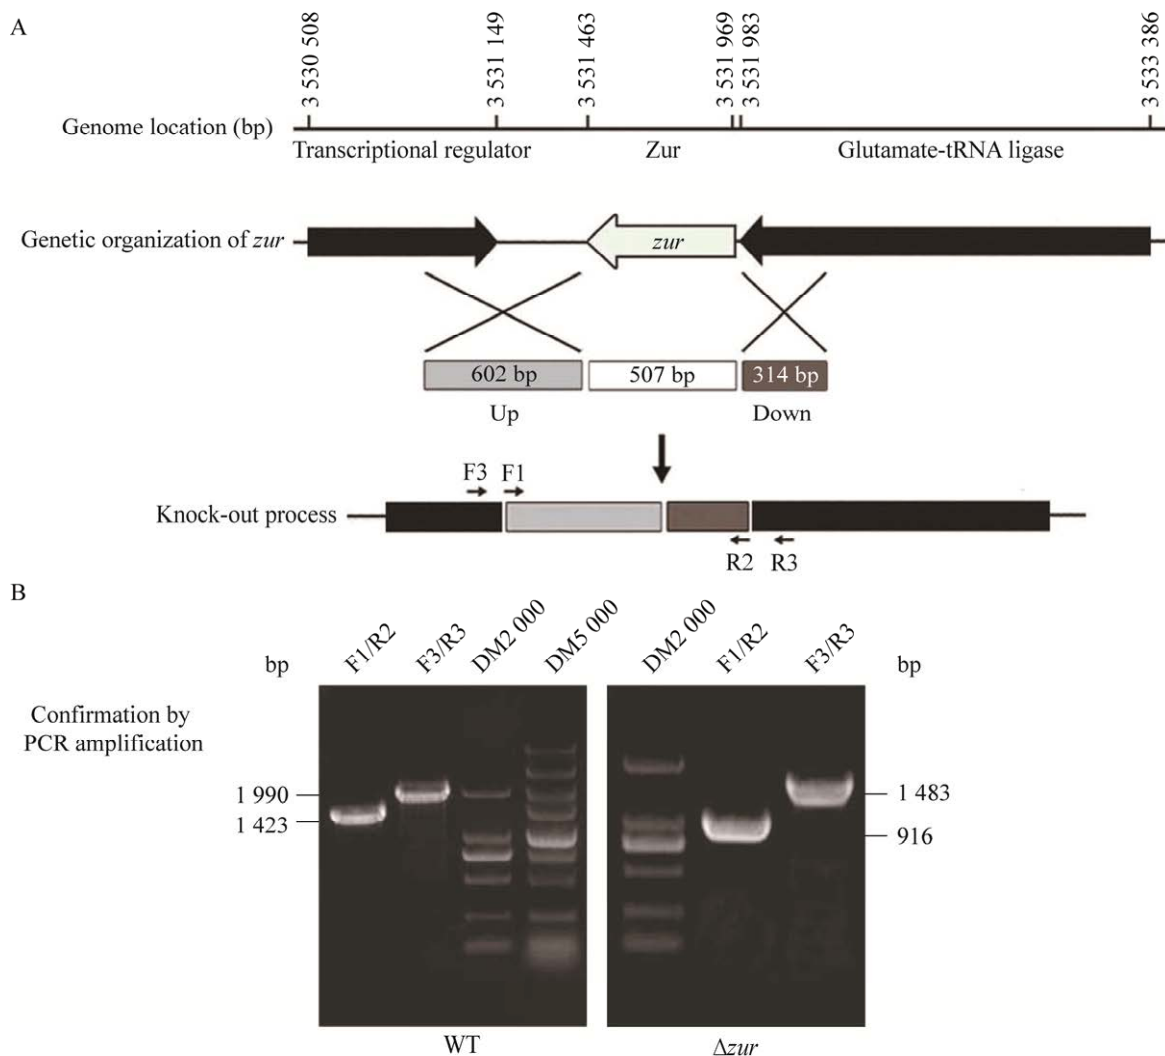 A
3 530 508
3 531 149
3 531 463
3 531 969
3 531 983
3 533 386
Genome location (bp)
Transcriptional regulator
Zur
Glutamate-tRNA ligase
Genetic organization of zur
zur
602 bp
507 bp
314 bp
Up
Down
F3
F1
Knock-out process
R2
R3
B
bp
F1/R2
F3/R3
DM2 000
DM5 000
DM2 000
F1/R2
F3/R3
bp
Confirmation by
PCR amplification
1 990
1 423
1 483
916
WT
Δzur